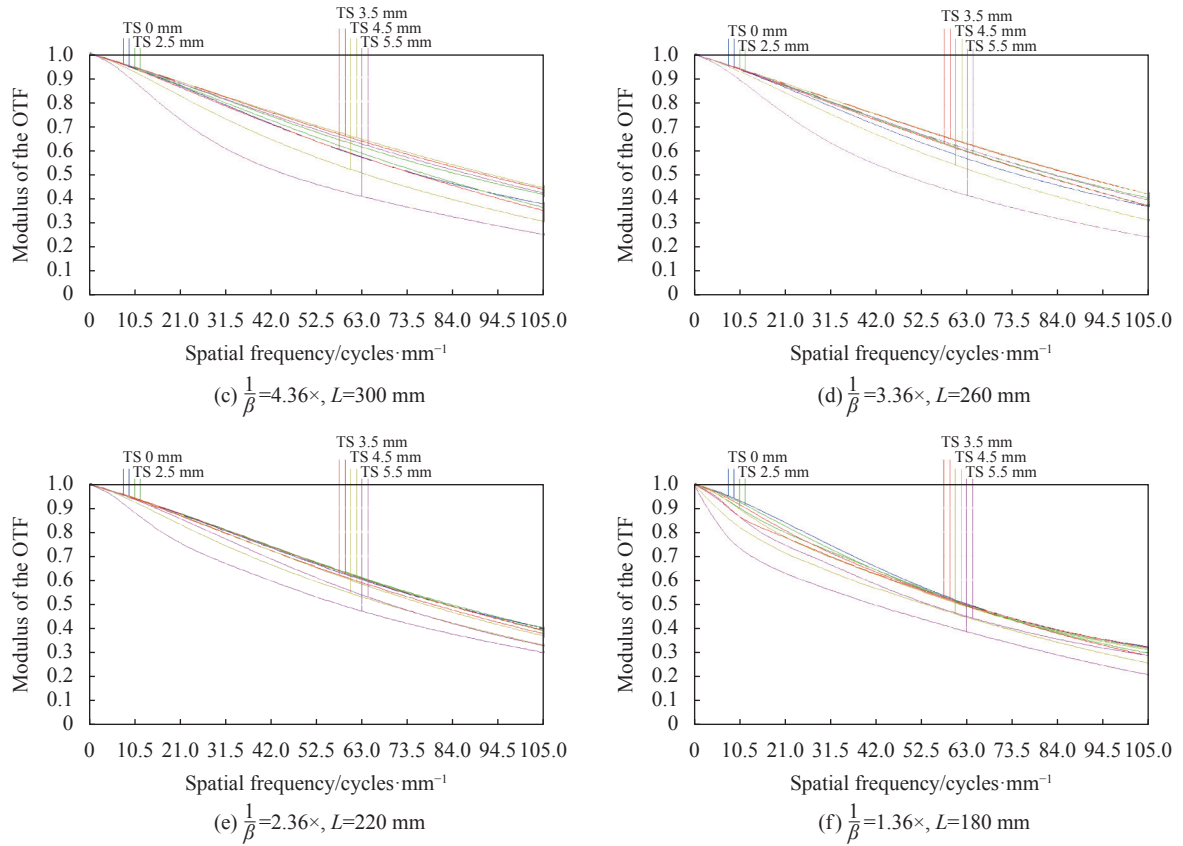 TS 3.5 mm
TS 0 mm
TS 4.5 mm
TS 2.5 mm
TS 5.5 mm
1.0
0.9
0.8
0.7
0.6
0.5
0.4
0.3
0.2
0.1
0
Modulus of the OTF
0 10.5 21.0 31.5 42.0 52.5 63.0 73.5 84.0 94.5 105.0
Spatial frequency/cycles·mm⁻¹
(c) 1/β=4.36×, L=300 mm
TS 3.5 mm
TS 0 mm
TS 4.5 mm
TS 2.5 mm
TS 5.5 mm
1.0
0.9
0.8
0.7
0.6
0.5
0.4
0.3
0.2
0.1
0
Modulus of the OTF
0 10.5 21.0 31.5 42.0 52.5 63.0 73.5 84.0 94.5 105.0
Spatial frequency/cycles·mm⁻¹
(d) 1/β=3.36×, L=260 mm
TS 3.5 mm
TS 0 mm
TS 4.5 mm
TS 2.5 mm
TS 5.5 mm
1.0
0.9
0.8
0.7
0.6
0.5
0.4
0.3
0.2
0.1
0
Modulus of the OTF
0 10.5 21.0 31.5 42.0 52.5 63.0 73.5 84.0 94.5 105.0
Spatial frequency/cycles·mm⁻¹
(e) 1/β=2.36×, L=220 mm
TS 3.5 mm
TS 0 mm
TS 4.5 mm
TS 2.5 mm
TS 5.5 mm
1.0
0.9
0.8
0.7
0.6
0.5
0.4
0.3
0.2
0.1
0
Modulus of the OTF
0 10.5 21.0 31.5 42.0 52.5 63.0 73.5 84.0 94.5 105.0
Spatial frequency/cycles·mm⁻¹
(f) 1/β=1.36×, L=180 mm